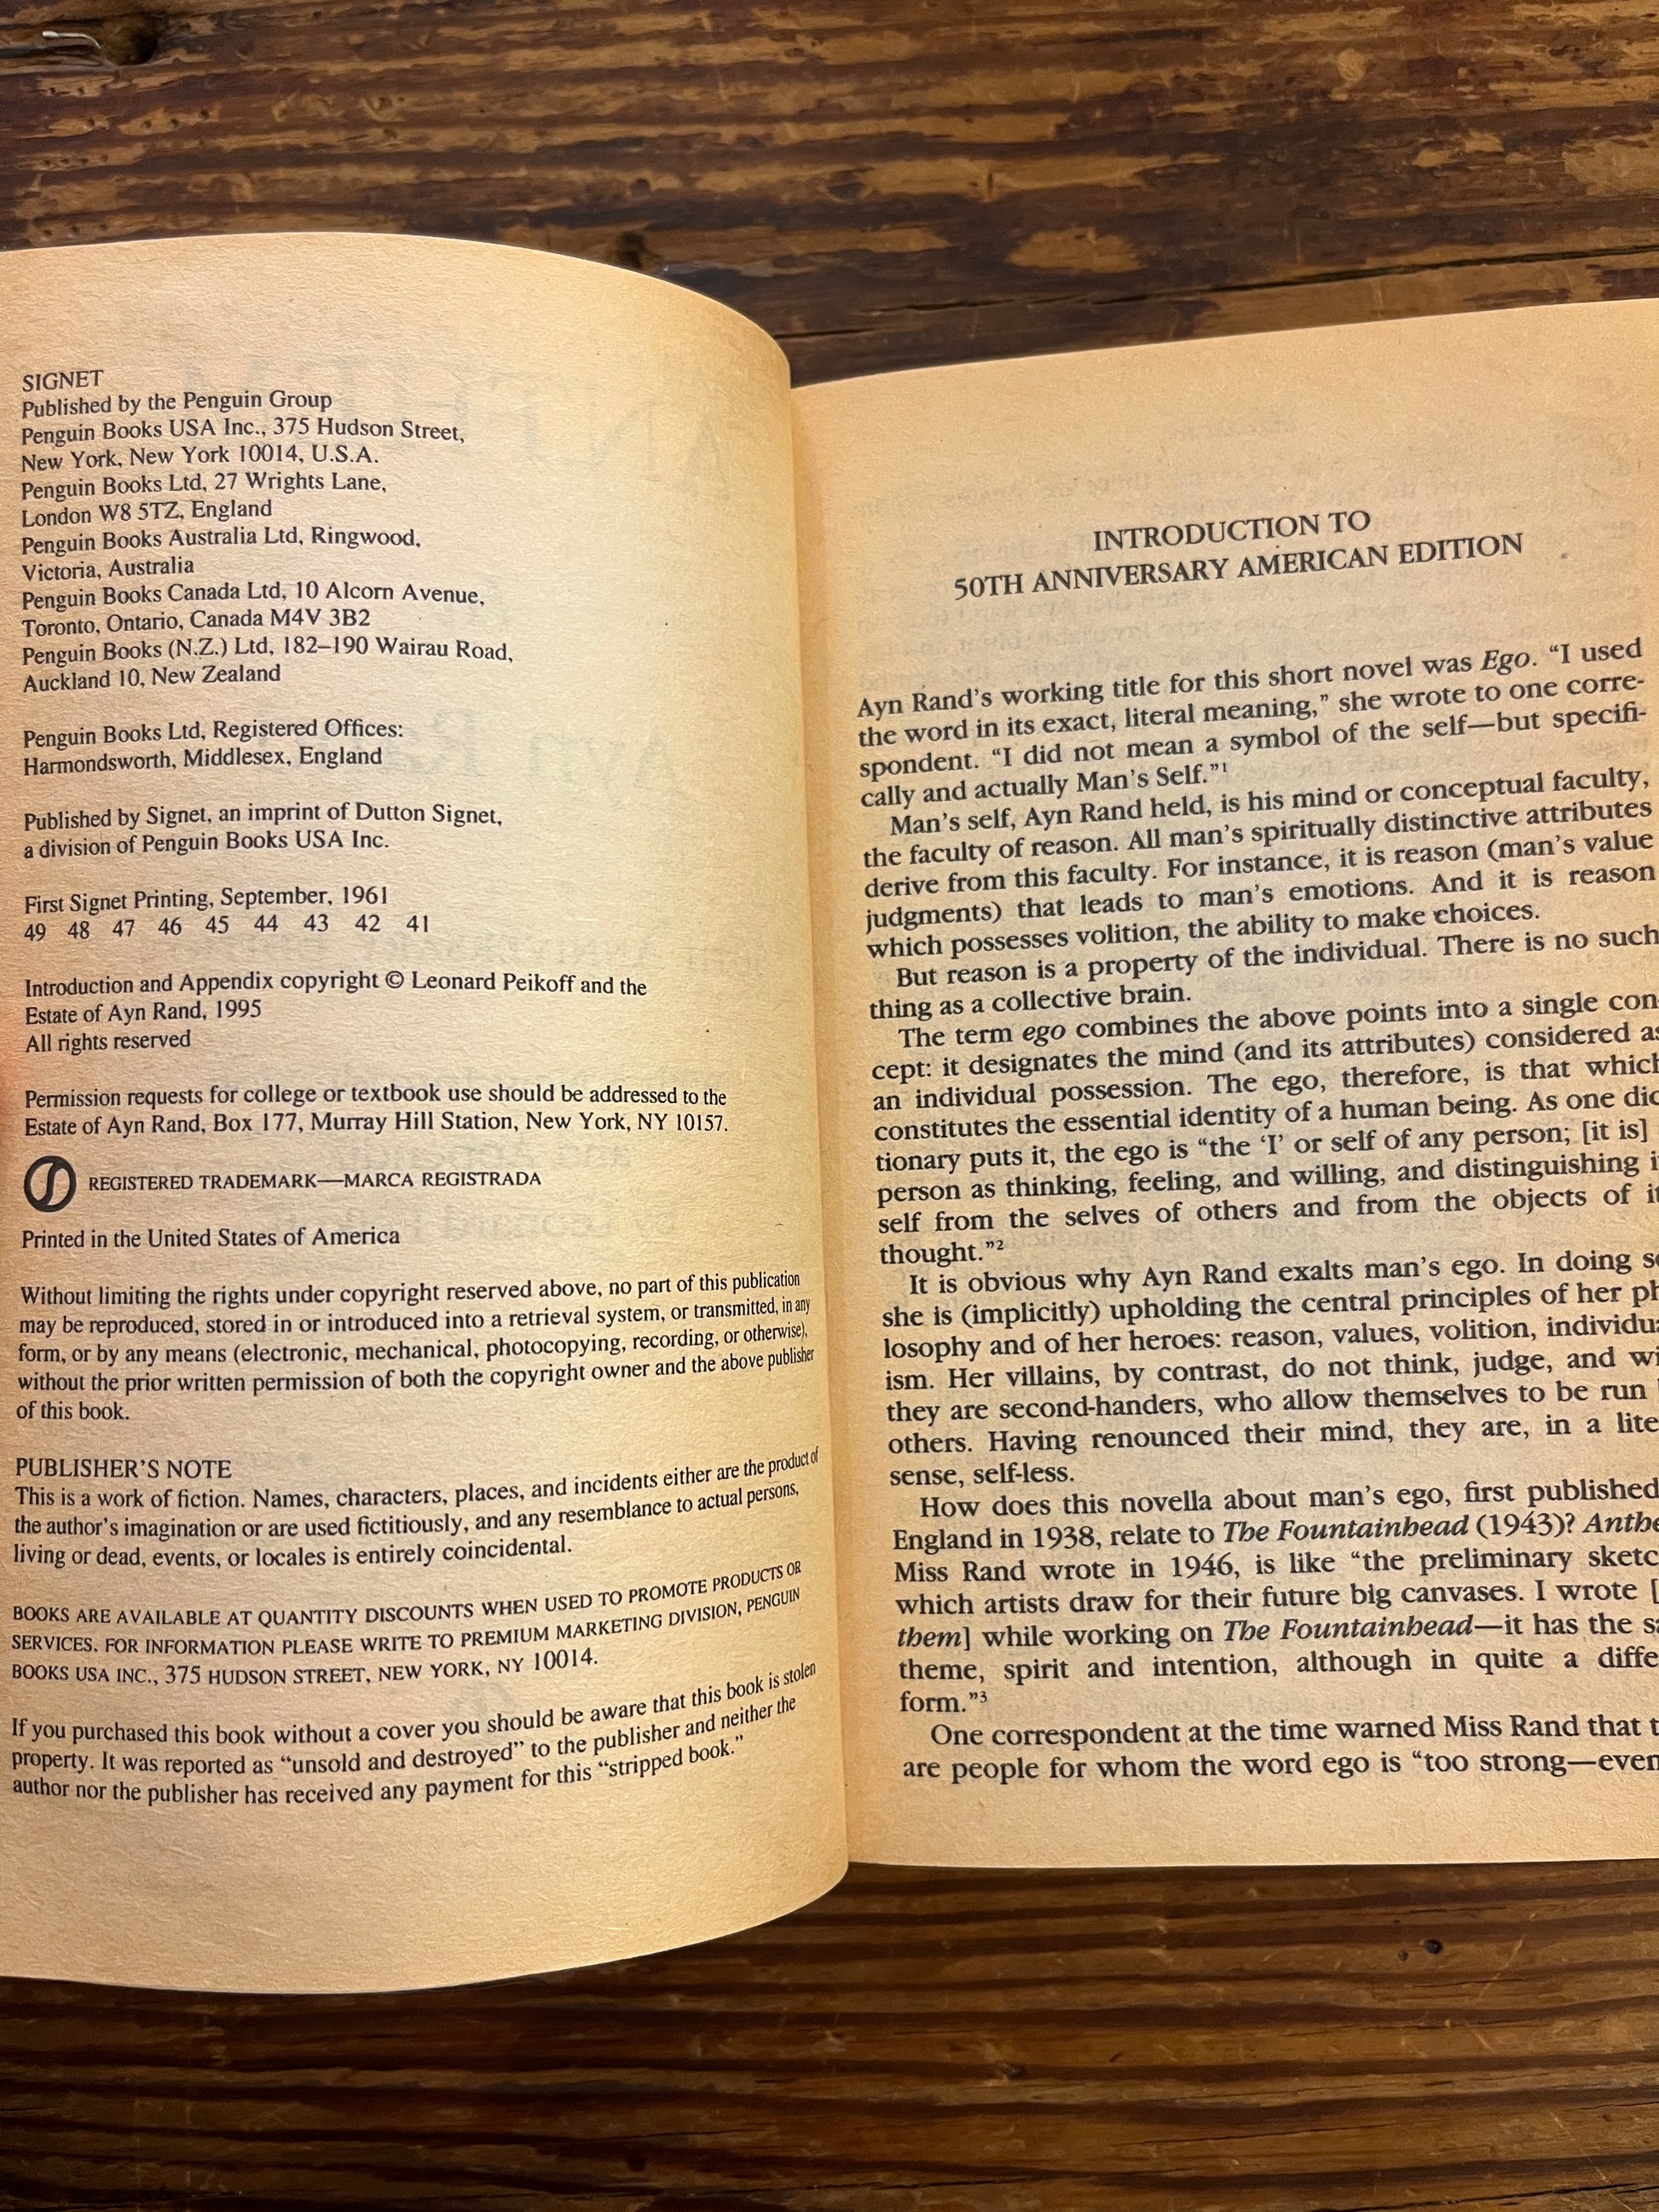 SIGNET
Published by the Penguin Group
Penguin Books USA Inc., 375 Hudson Street,
New York, New York 10014, U.S.A.
Penguin Books Ltd, 27 Wrights Lane,
London W8 5TZ, England
Penguin Books Australia Ltd, Ringwood,
Victoria, Australia
Penguin Books Canada Ltd, 10 Alcorn Avenue,
Toronto, Ontario, Canada M4V 3B2
Penguin Books (N.Z.) Ltd, 182–190 Wairau Road,
Auckland 10, New Zealand
Penguin Books Ltd, Registered Offices:
Harmondsworth, Middlesex, England
Published by Signet, an imprint of Dutton Signet,
a division of Penguin Books USA Inc.
First Signet Printing, September, 1961
49 48 47 46 45 44 43 42 41
Introduction and Appendix copyright © Leonard Peikoff and the
Estate of Ayn Rand, 1995
All rights reserved
Permission requests for college or textbook use should be addressed to the
Estate of Ayn Rand, Box 177, Murray Hill Station, New York, NY 10157.
REGISTERED TRADEMARK—MARCA REGISTRADA
Printed in the United States of America
Without limiting the rights under copyright reserved above, no part of this publication
may be reproduced, stored in or introduced into a retrieval system, or transmitted, in any
form, or by any means (electronic, mechanical, photocopying, recording, or otherwise),
without the prior written permission of both the copyright owner and the above publisher
of this book.
PUBLISHER'S NOTE
This is a work of fiction. Names, characters, places, and incidents either are the product of
the author's imagination or are used fictitiously, and any resemblance to actual persons,
living or dead, events, or locales is entirely coincidental.
BOOKS ARE AVAILABLE AT QUANTITY DISCOUNTS WHEN USED TO PROMOTE PRODUCTS OR
SERVICES. FOR INFORMATION PLEASE WRITE TO PREMIUM MARKETING DIVISION, PENGUIN
BOOKS USA INC., 375 HUDSON STREET, NEW YORK, NY 10014.
If you purchased this book without a cover you should be aware that this book is stolen
property. It was reported as "unsold and destroyed" to the publisher and neither the
author nor the publisher has received any payment for this "stripped book."
INTRODUCTION TO
50TH ANNIVERSARY AMERICAN EDITION
Ayn Rand's working title for this short novel was Ego. "I used
the word in its exact, literal meaning," she wrote to one corre-
spondent. "I did not mean a symbol of the self—but specifi-
cally and actually Man's Self."¹
Man's self, Ayn Rand held, is his mind or conceptual faculty,
the faculty of reason. All man's spiritually distinctive attributes
derive from this faculty. For instance, it is reason (man's value
judgments) that leads to man's emotions. And it is reason
which possesses volition, the ability to make choices.
But reason is a property of the individual. There is no such
thing as a collective brain.
The term ego combines the above points into a single con-
cept: it designates the mind (and its attributes) considered as
an individual possession. The ego, therefore, is that which
constitutes the essential identity of a human being. As one dic
tionary puts it, the ego is "the 'I' or self of any person; [it is]
person as thinking, feeling, and willing, and distinguishing it
self from the selves of others and from the objects of it
thought."²
It is obvious why Ayn Rand exalts man's ego. In doing so
she is (implicitly) upholding the central principles of her ph
losophy and of her heroes: reason, values, volition, individua
ism. Her villains, by contrast, do not think, judge, and wi
they are second-handers, who allow themselves to be run
others. Having renounced their mind, they are, in a lite
sense, self-less.
How does this novella about man's ego, first published
England in 1938, relate to The Fountainhead (1943)? Anthe
Miss Rand wrote in 1946, is like "the preliminary sketc
which artists draw for their future big canvases. I wrote [
them] while working on The Fountainhead—it has the sa
theme, spirit and intention, although in quite a diffe
form."³
One correspondent at the time warned Miss Rand that t
are people for whom the word ego is "too strong—even